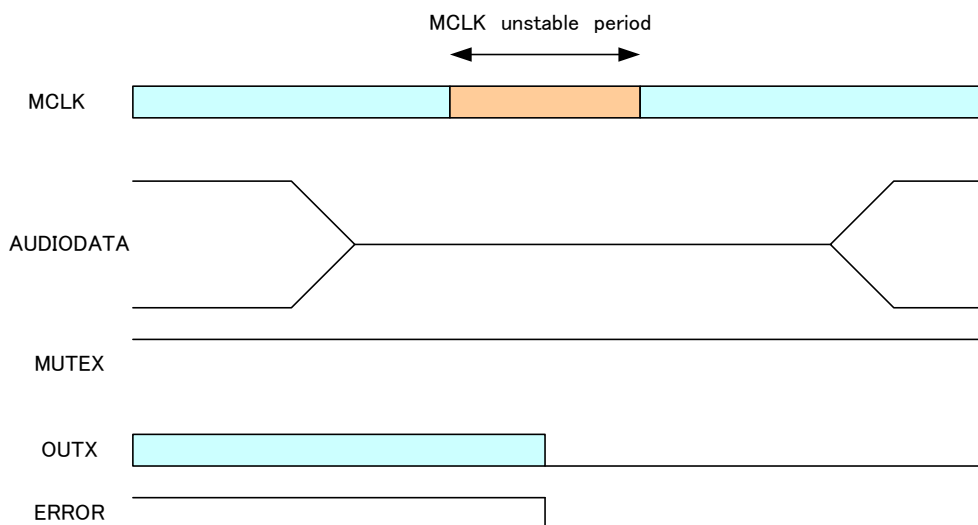 MCLK unstable period
MCLK
AUDIODATA
MUTEX
OUTX
ERROR